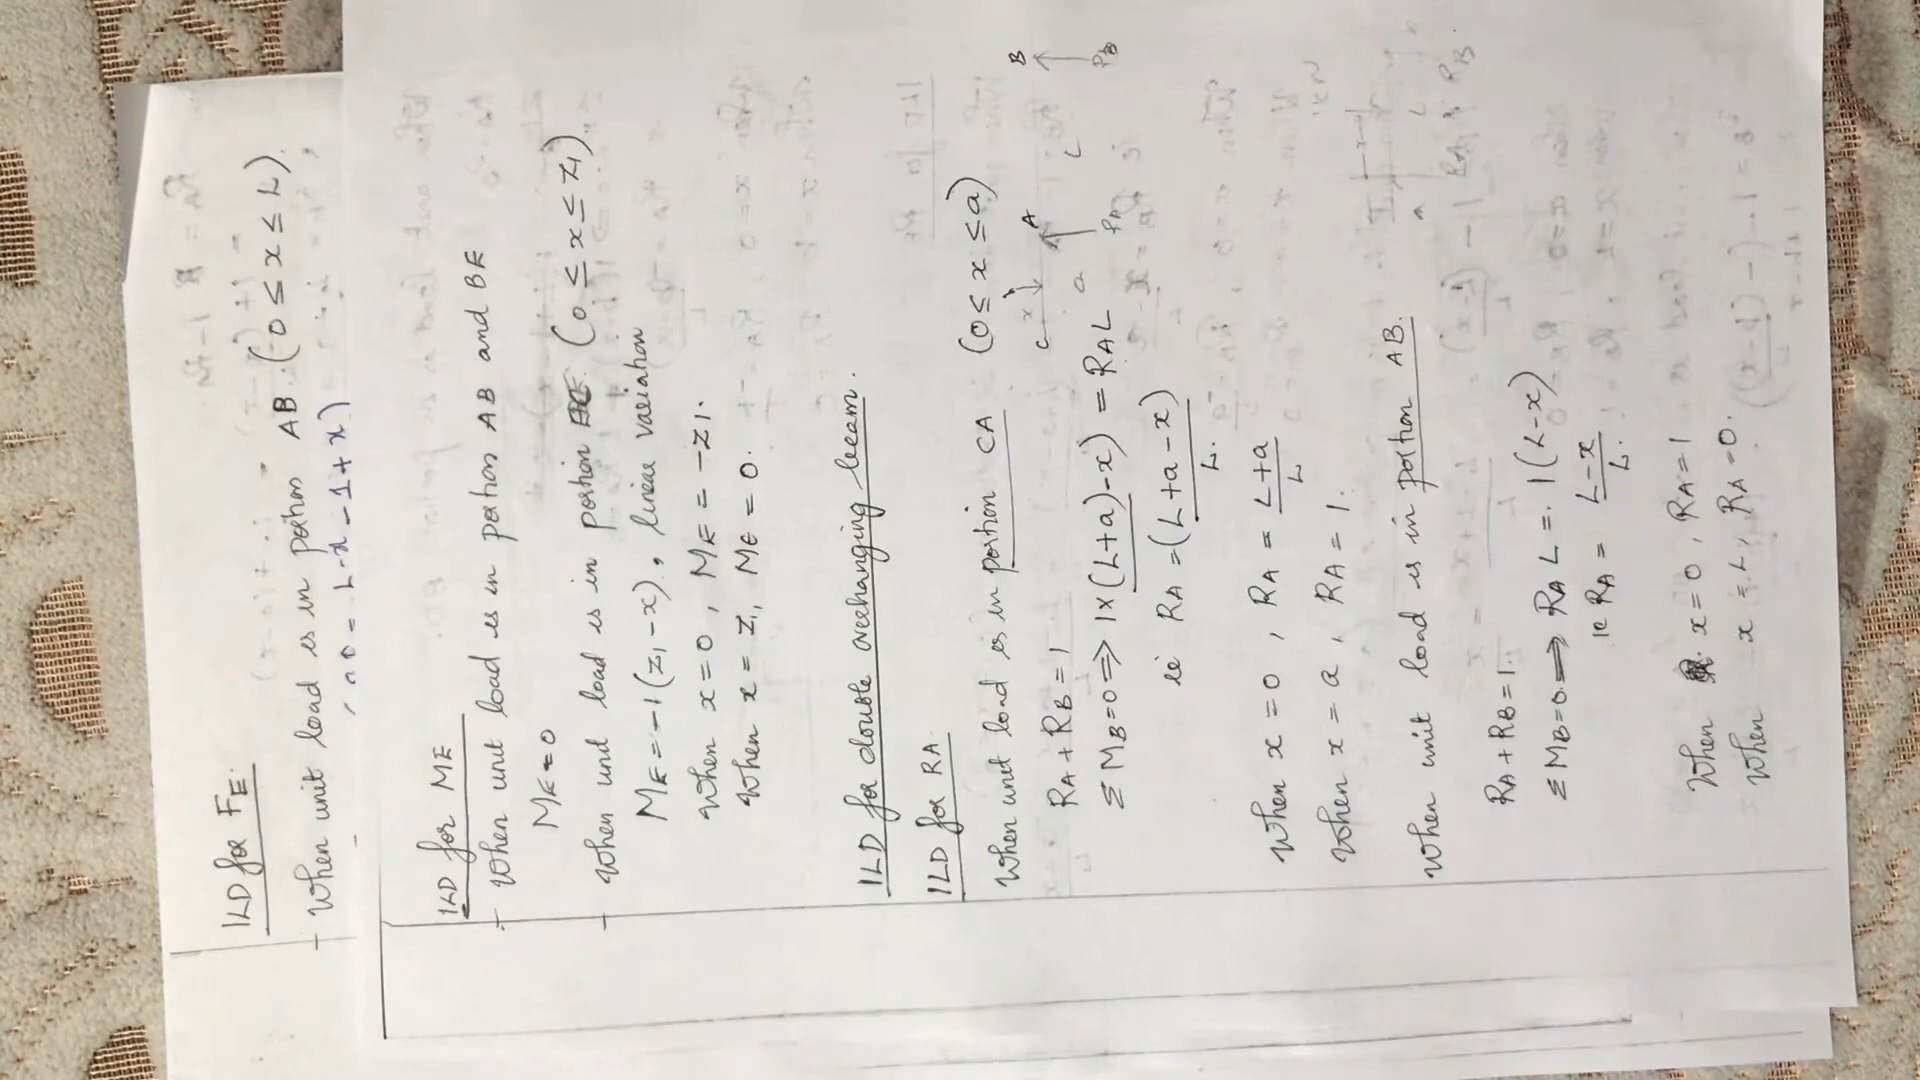 ILD for FE.
- When unit load is in portion AB. (0 ≤ x ≤ L).
= L-x-1+x)
ILD for ME
- When unit load is in portion AB and BE
ME = 0
- When unit load is in portion (0 ≤ x ≤ z1)
ME = -1(z1-x), linear variation
When x=0, ME = -z1.
When x = z1, ME = 0.
ILD for double overhanging beam.
ILD for RA.
When unit load is in portion CA (0≤ x ≤ a)
C x A B
a L
RA RB
RA + RB = 1
ΣMB=0 ⇒ 1×(L+a)-x) = RAL
ie RA = (L+a-x)/L.
When x=0, RA = L+a/L
When x=a, RA = 1.
When unit load is in portion AB.
RA RB.
RA + RB=1.
ΣMB=0. ⇒ RA L = 1(L-x)
ie RA = L-x/L.
When x=0, RA=1
When x=L, RA=0.